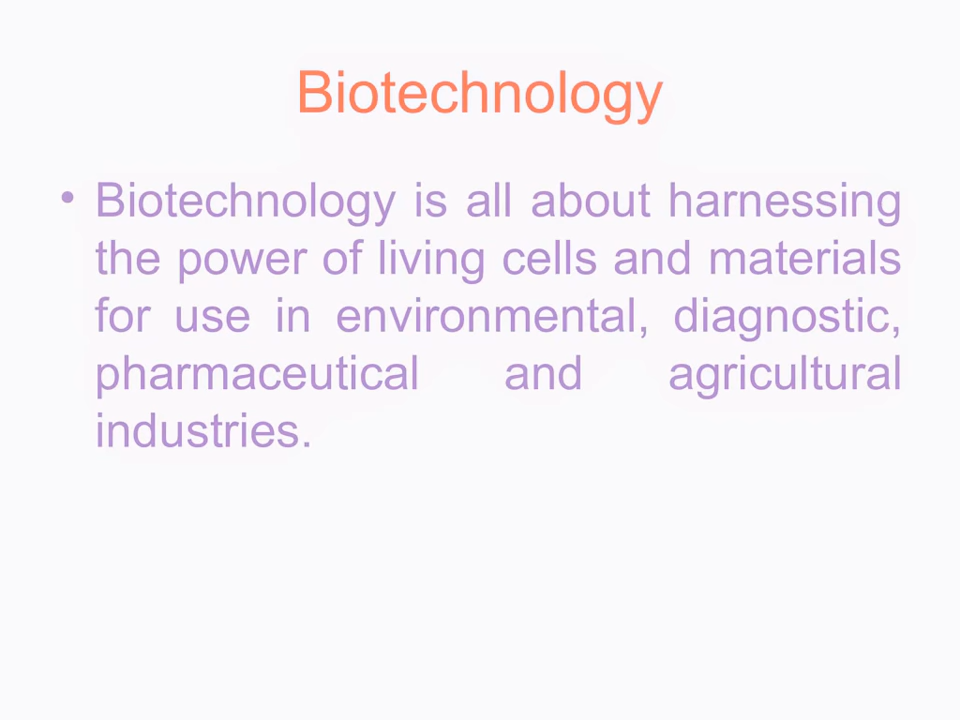 Biotechnology
• Biotechnology is all about harnessing
the power of living cells and materials
for use in environmental, diagnostic,
pharmaceutical and agricultural
industries.